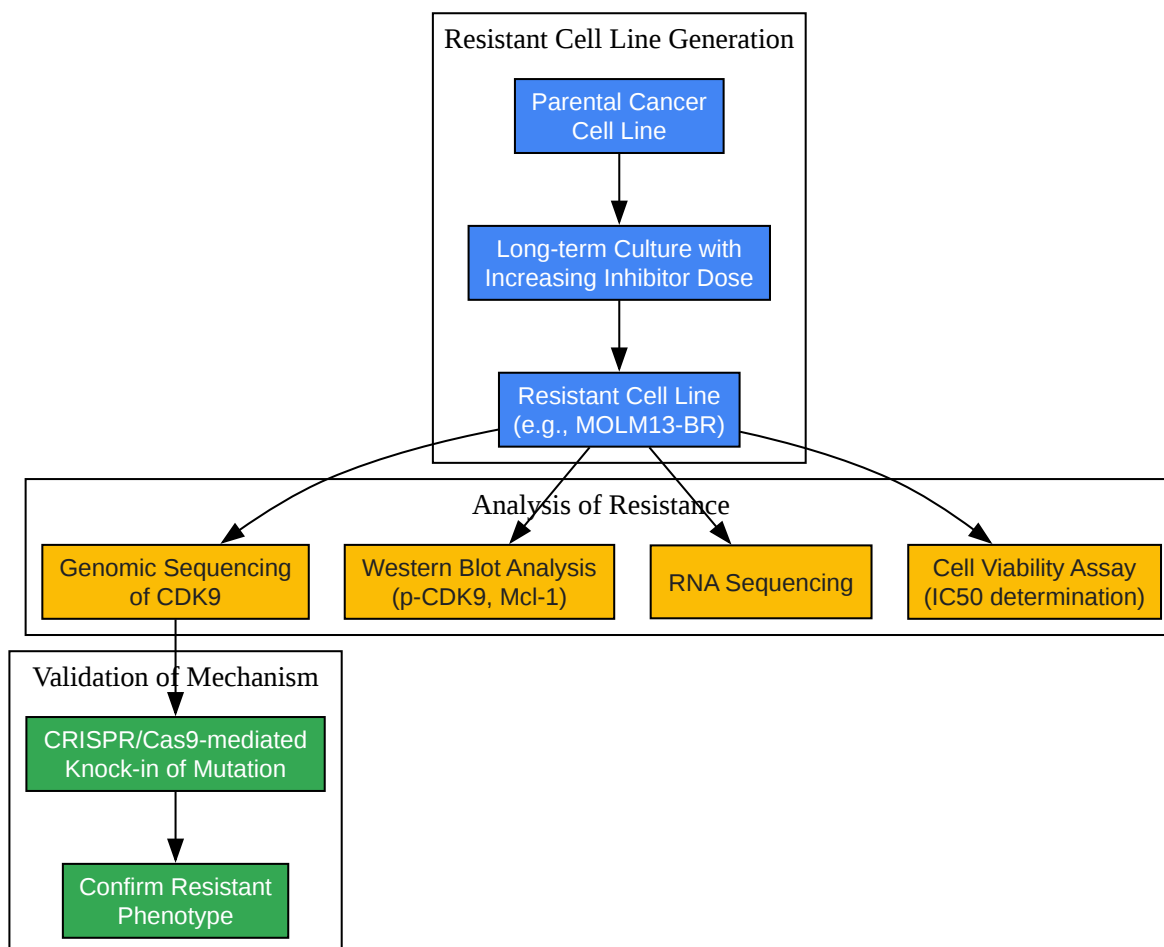 Resistant Cell Line Generation
Parental Cancer
Cell Line
Long-term Culture with
Increasing Inhibitor Dose
Resistant Cell Line
(e.g., MOLM13-BR)
Analysis of Resistance
Genomic Sequencing
of CDK9
Western Blot Analysis
(p-CDK9, Mcl-1)
RNA Sequencing
Cell Viability Assay
(IC50 determination)
Validation of Mechanism
CRISPR/Cas9-mediated
Knock-in of Mutation
Confirm Resistant
Phenotype